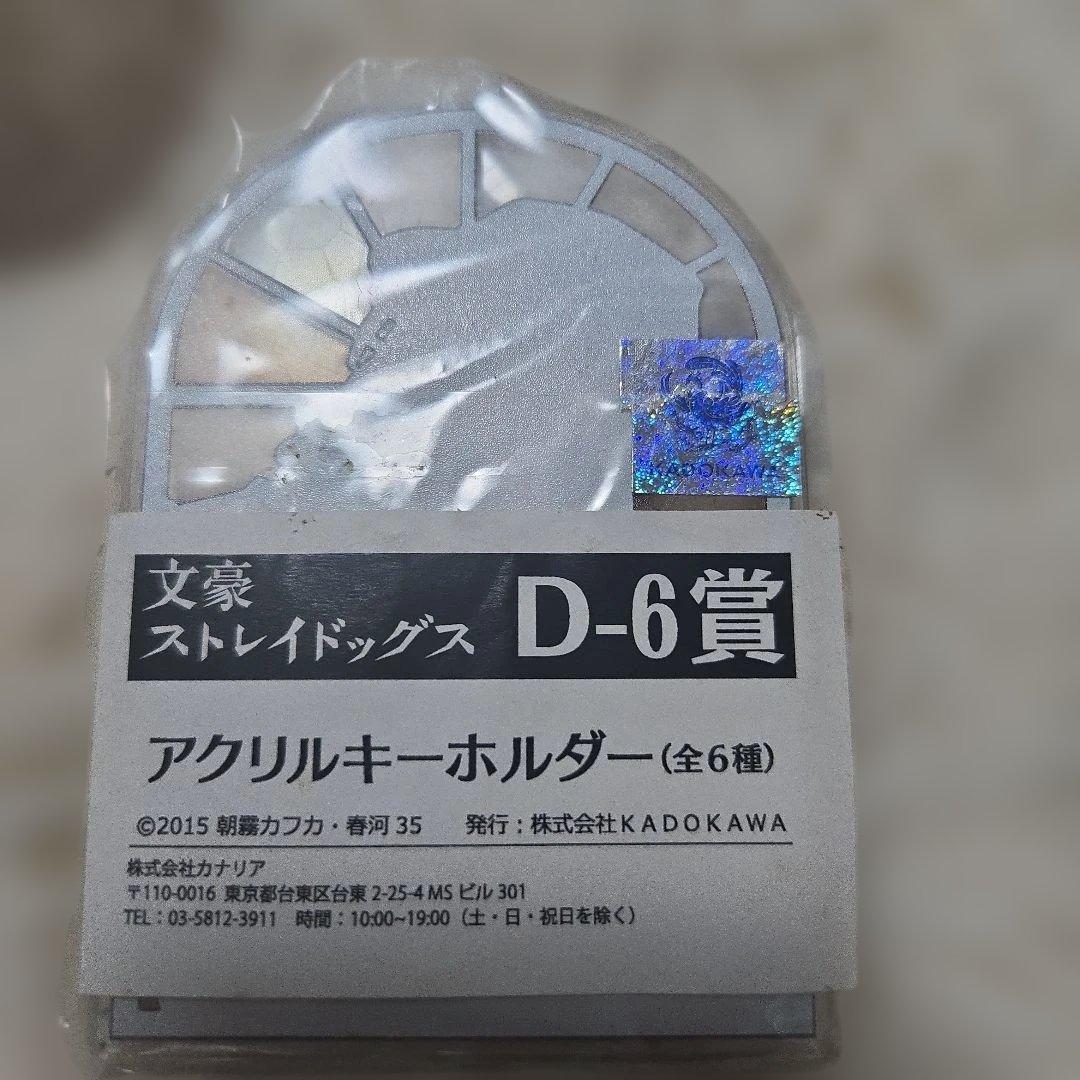 KADOKAWA
文豪
ストレイドッグス D-6賞
アクリルキーホルダー(全6種)
©2015 朝霧カフカ・春河35 発行:株式会社KADOKAWA
株式会社カナリア
〒110-0016 東京都台東区台東 2-25-4 MS ビル 301
TEL:03-5812-3911 時間:10:00~19:00(土・日・祝日を除く)